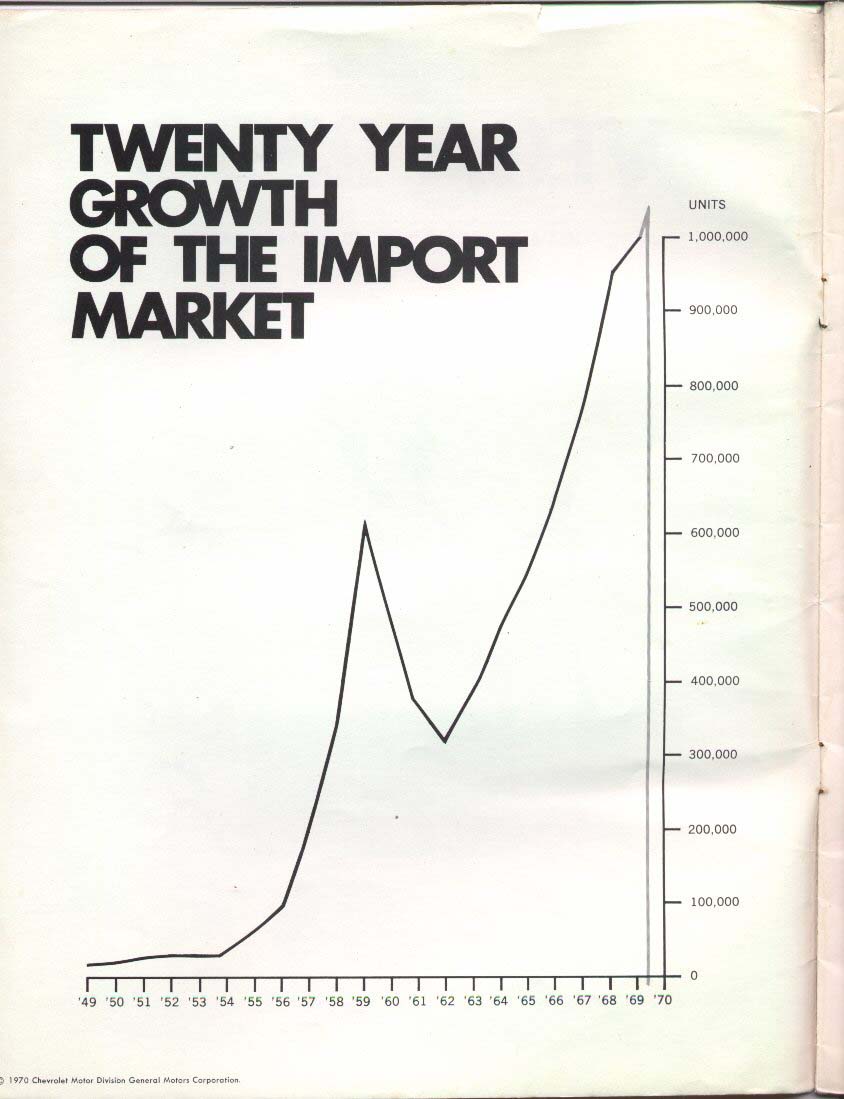 TWENTY YEAR
GROWTH
OF THE IMPORT
MARKET
UNITS
1,000,000
900,000
800,000
700,000
600,000
500,000
400,000
300,000
200,000
100,000
0
'49 '50 '51 '52 '53 '54 '55 '56 '57 '58 '59 '60 '61 '62 '63 '64 '65 '66 '67 '68 '69 '70
© 1970 Chevrolet Motor Division General Motors Corporation.